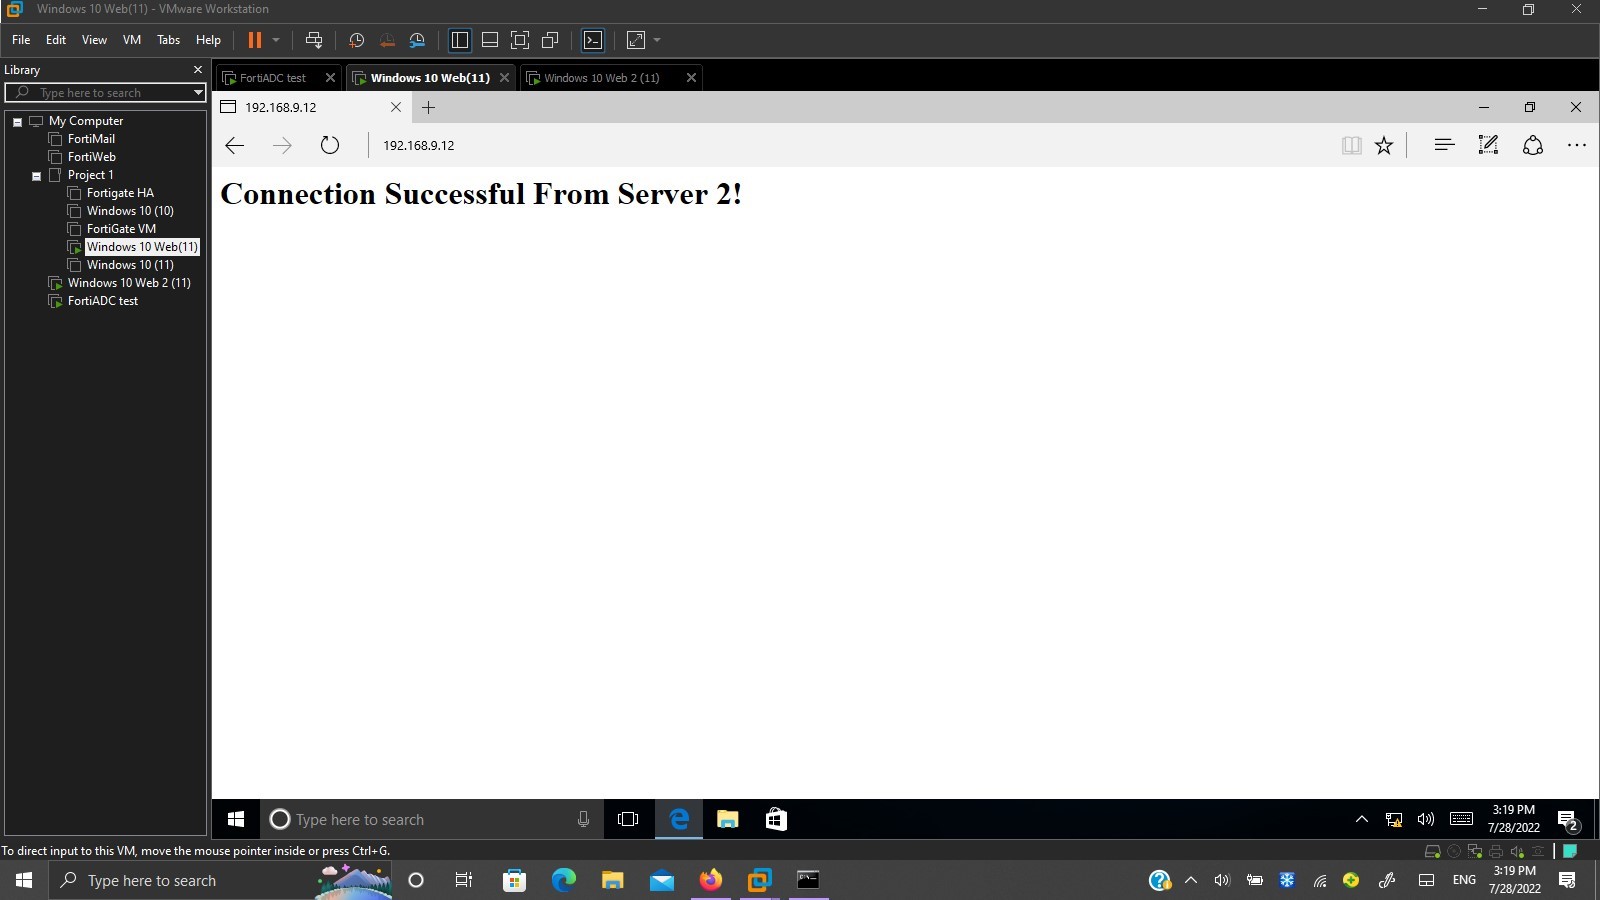 Windows 10 Web(11) - VMware Workstation
File Edit View VM Tabs Help
Library
Type here to search
My Computer
FortiMail
FortiWeb
Project 1
Fortigate HA
Windows 10 (10)
FortiGate VM
Windows 10 Web(11)
Windows 10 (11)
Windows 10 Web 2 (11)
FortiADC test
FortiADC test Windows 10 Web(11) Windows 10 Web 2 (11)
192.168.9.12
192.168.9.12
Connection Successful From Server 2!
Type here to search
3:19 PM
7/28/2022
2
To direct input to this VM, move the mouse pointer inside or press Ctrl+G.
Type here to search
ENG
3:19 PM
7/28/2022